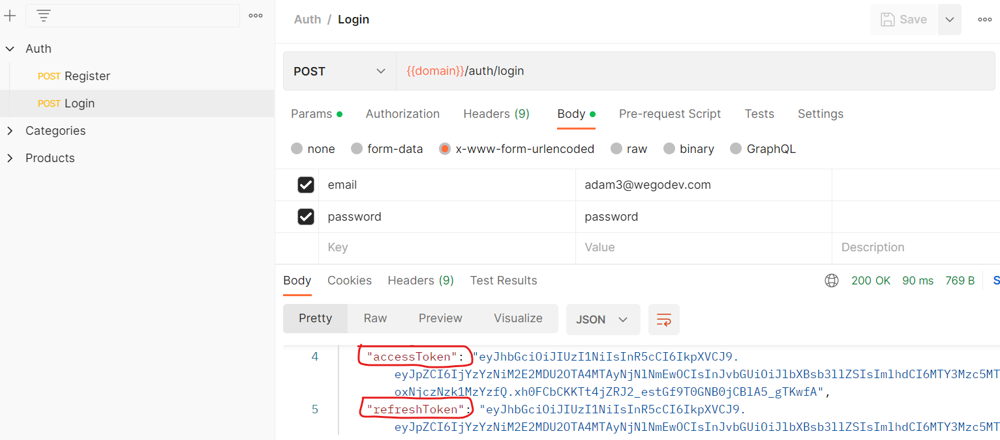 Auth / Login
Save
Auth
POST Register
POST Login
Categories
Products
POST
{{domain}}/auth/login
Params
Authorization
Headers (9)
Body
Pre-request Script
Tests
Settings
none
form-data
x-www-form-urlencoded
raw
binary
GraphQL
email
adam3@wegodev.com
password
password
Key
Value
Description
Body
Cookies
Headers (9)
Test Results
200 OK
90 ms
769 B
S
Pretty
Raw
Preview
Visualize
JSON
4 "accessToken": "eyJhbGciOiJIUzI1NiIsInR5cCI6IkpXVCJ9.
eyJpZCI6IjYzYzNiM2E2MDU2OTA4MTAyNjNlNmEwOCIsInJvbGUiOiJlbXBsb3llZSIsImlhdCI6MTY3Mzc5MT
oxNjczNzk1MzYzfQ.xh0FCbCKKTt4jZRJ2_estGf9T0GNB0jCBlA5_gTKwfA",
5 "refreshToken": "eyJhbGciOiJIUzI1NiIsInR5cCI6IkpXVCJ9.
eyJpZCI6IjYzYzNiM2E2MDU2OTA4MTAyNjNlNmEwOCIsInJvbGUiOiJlbXBsb3llZSIsImlhdCI6MTY3Mzc5MT